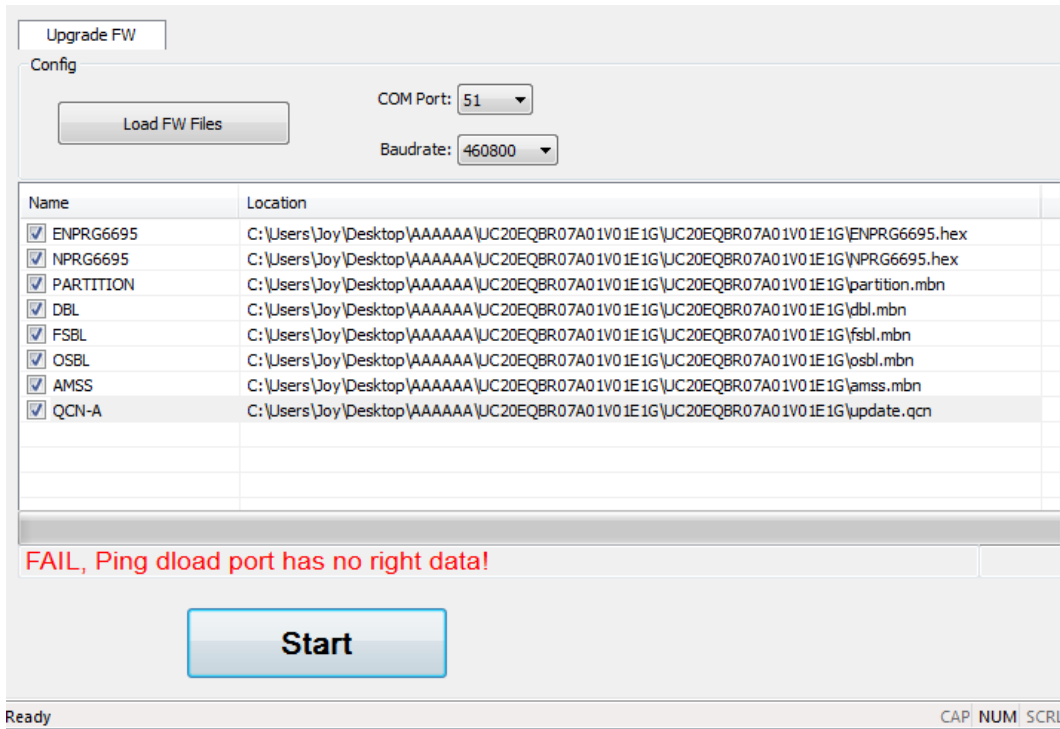 Upgrade FW
Config
Load FW Files
COM Port: 51
Baudrate: 460800
Name Location
ENPRG6695 C:\Users\Joy\Desktop\AAAAAA\UC20EQBR07A01V01E1G\UC20EQBR07A01V01E1G\ENPRG6695.hex
NPRG6695 C:\Users\Joy\Desktop\AAAAAA\UC20EQBR07A01V01E1G\UC20EQBR07A01V01E1G\NPRG6695.hex
PARTITION C:\Users\Joy\Desktop\AAAAAA\UC20EQBR07A01V01E1G\UC20EQBR07A01V01E1G\partition.mbn
DBL C:\Users\Joy\Desktop\AAAAAA\UC20EQBR07A01V01E1G\UC20EQBR07A01V01E1G\dbl.mbn
FSBL C:\Users\Joy\Desktop\AAAAAA\UC20EQBR07A01V01E1G\UC20EQBR07A01V01E1G\fsbl.mbn
OSBL C:\Users\Joy\Desktop\AAAAAA\UC20EQBR07A01V01E1G\UC20EQBR07A01V01E1G\osbl.mbn
AMSS C:\Users\Joy\Desktop\AAAAAA\UC20EQBR07A01V01E1G\UC20EQBR07A01V01E1G\amss.mbn
QCN-A C:\Users\Joy\Desktop\AAAAAA\UC20EQBR07A01V01E1G\UC20EQBR07A01V01E1G\update.qcn
FAIL, Ping dload port has no right data!
Start
Ready CAP NUM SCRL